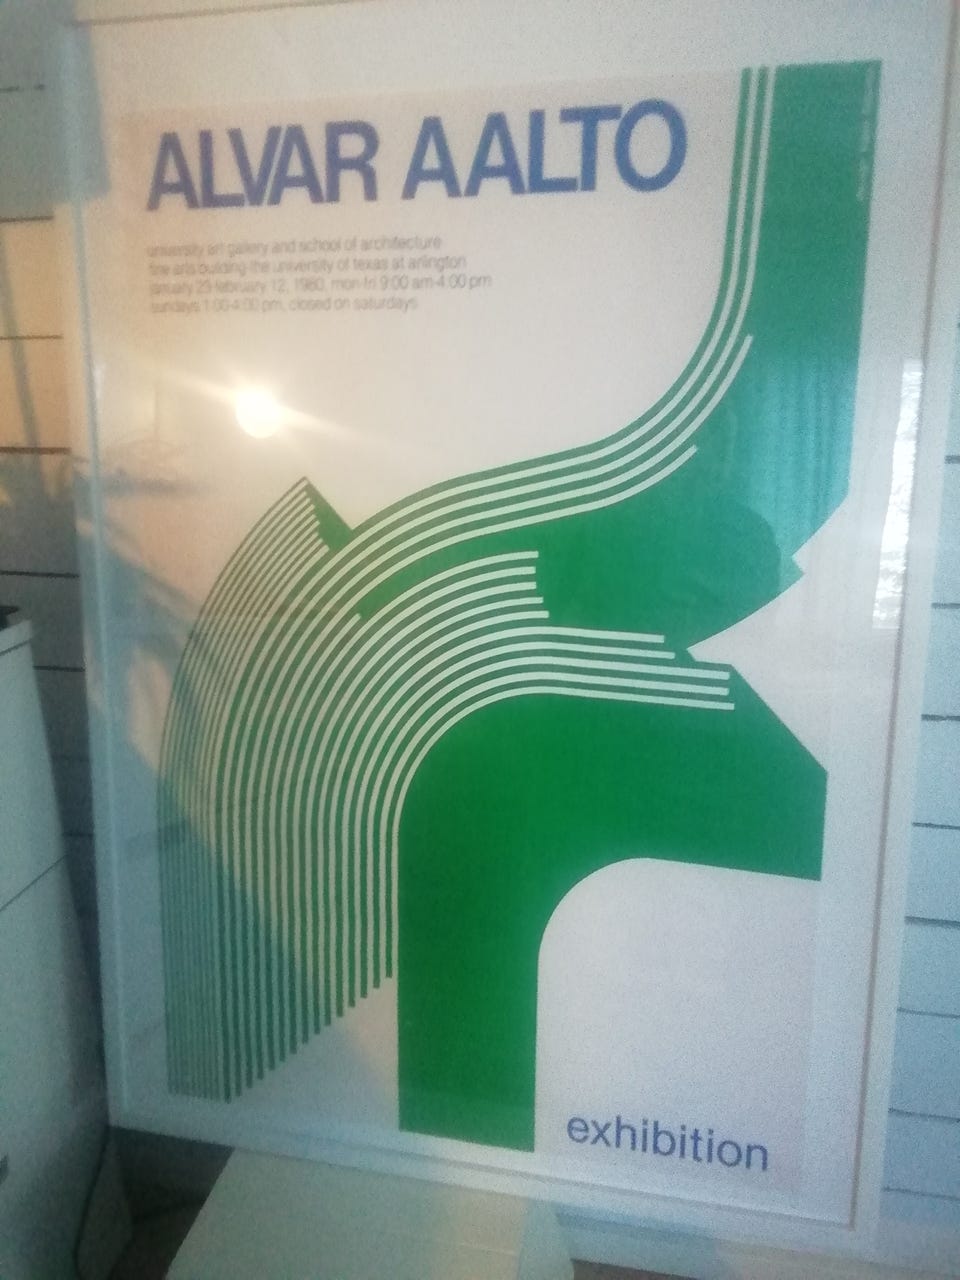 ALVAR AALTO
university art gallery and school of architecture
fine arts building the university of texas at arlington
january 23-february 12, 1980, mon-fri 9:00 am-4:00 pm
sundays 1:00-4:00 pm, closed on saturdays
exhibition